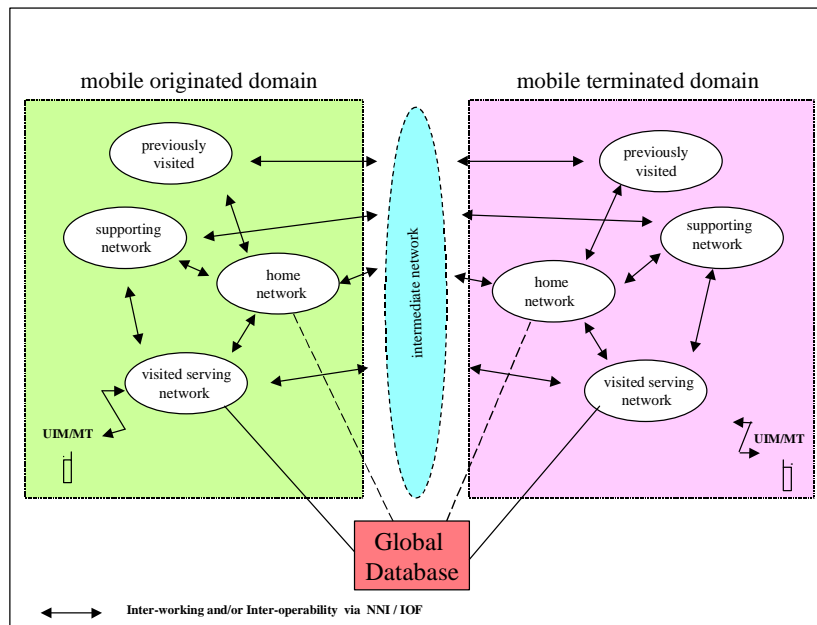 mobile originated domain
mobile terminated domain
previously
visited
supporting
network
home
network
visited serving
network
UIM/MT
intermediate network
previously
visited
supporting
network
home
network
visited serving
network
UIM/MT
Global
Database
Inter-working and/or Inter-operability via NNI / IOF